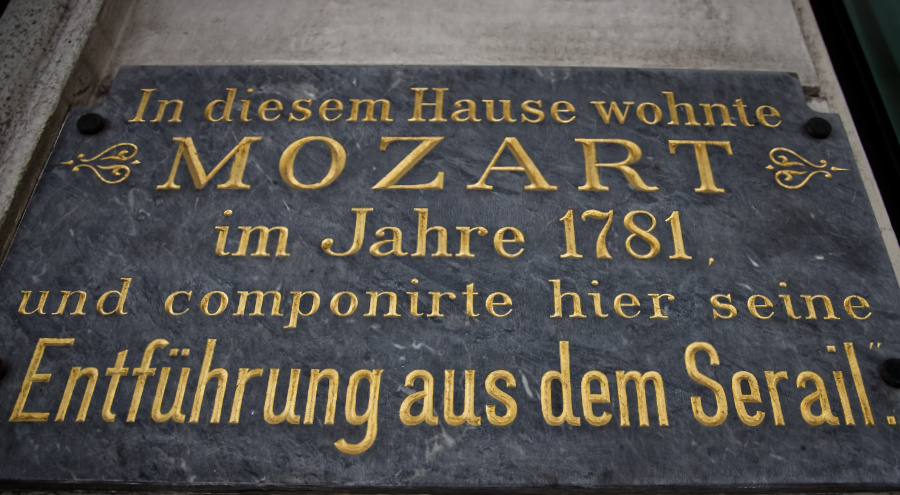 In diesem Hause wohnte
MOZART
im Jahre 1781,
und componirte hier seine
Entführung aus dem Serail".